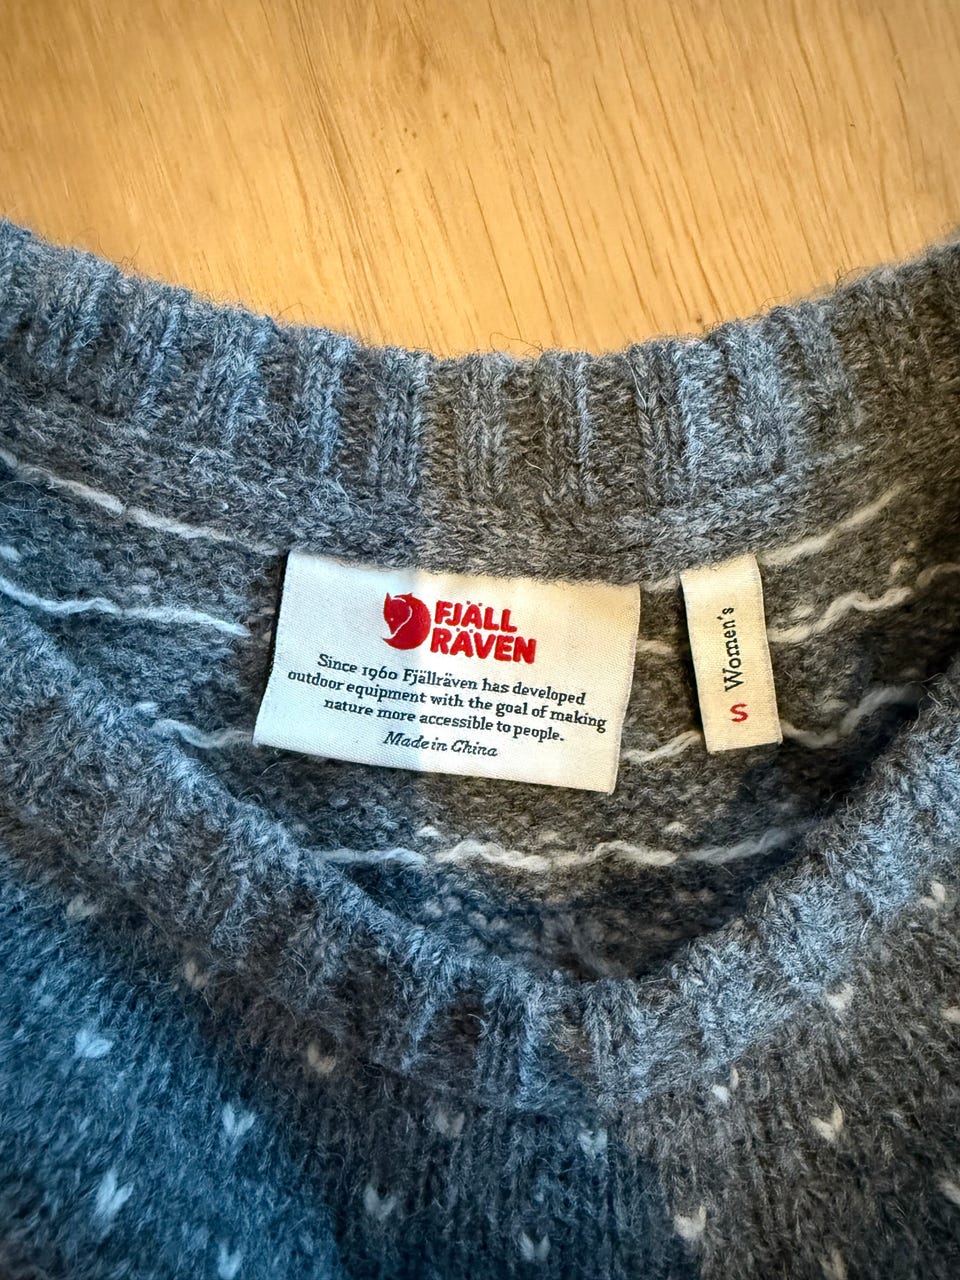 FJÄLL
RÄVEN
Since 1960 Fjällräven has developed
outdoor equipment with the goal of making
nature more accessible to people.
Made in China
Women's
S